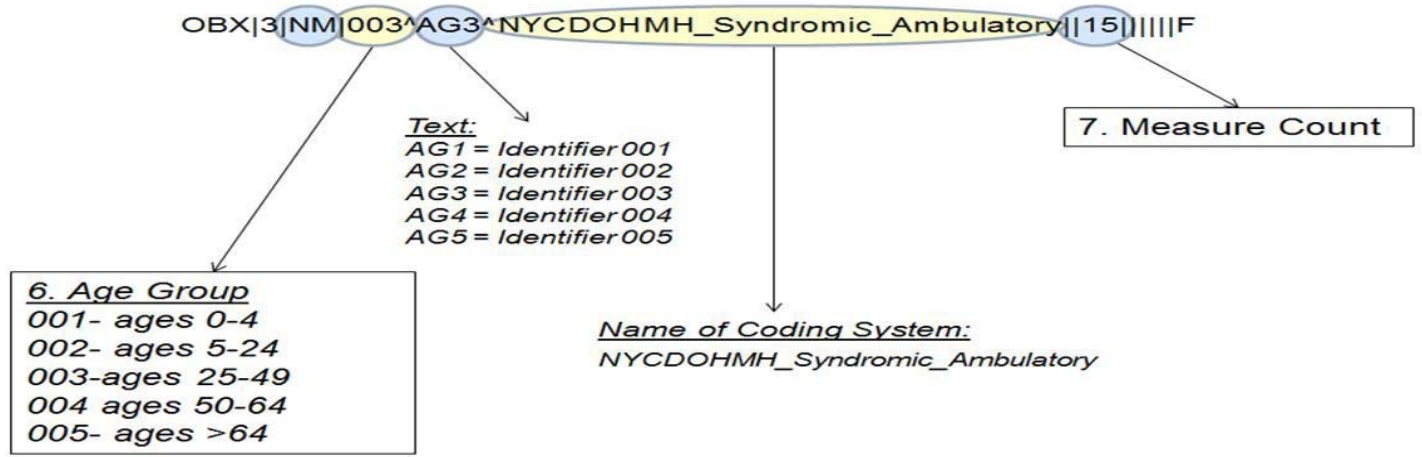 OBX|3|NM|003^AG3^NYCDOHMH_Syndromic_Ambulatory||15||||||F
Text:
AG1 = Identifier 001
AG2 = Identifier 002
AG3 = Identifier 003
AG4 = Identifier 004
AG5 = Identifier 005
7. Measure Count
6. Age Group
001- ages 0-4
002- ages 5-24
003-ages 25-49
004 ages 50-64
005- ages >64
Name of Coding System:
NYCDOHMH_Syndromic_Ambulatory